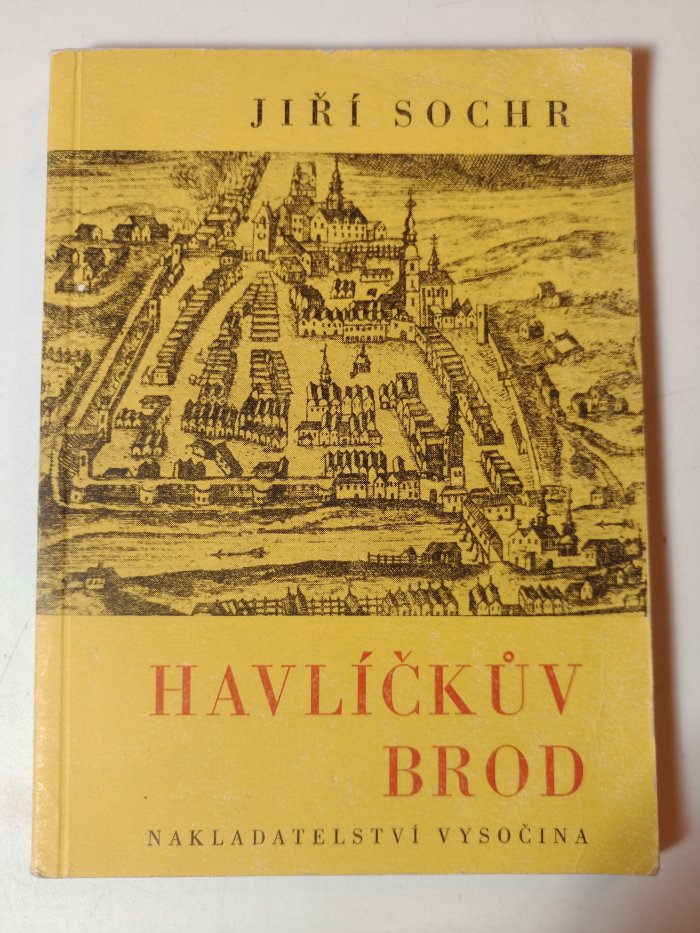 JIŘÍ SOCHR
HAVLÍČKŮV
BROD
NAKLADATELSTVÍ VYSOČINA